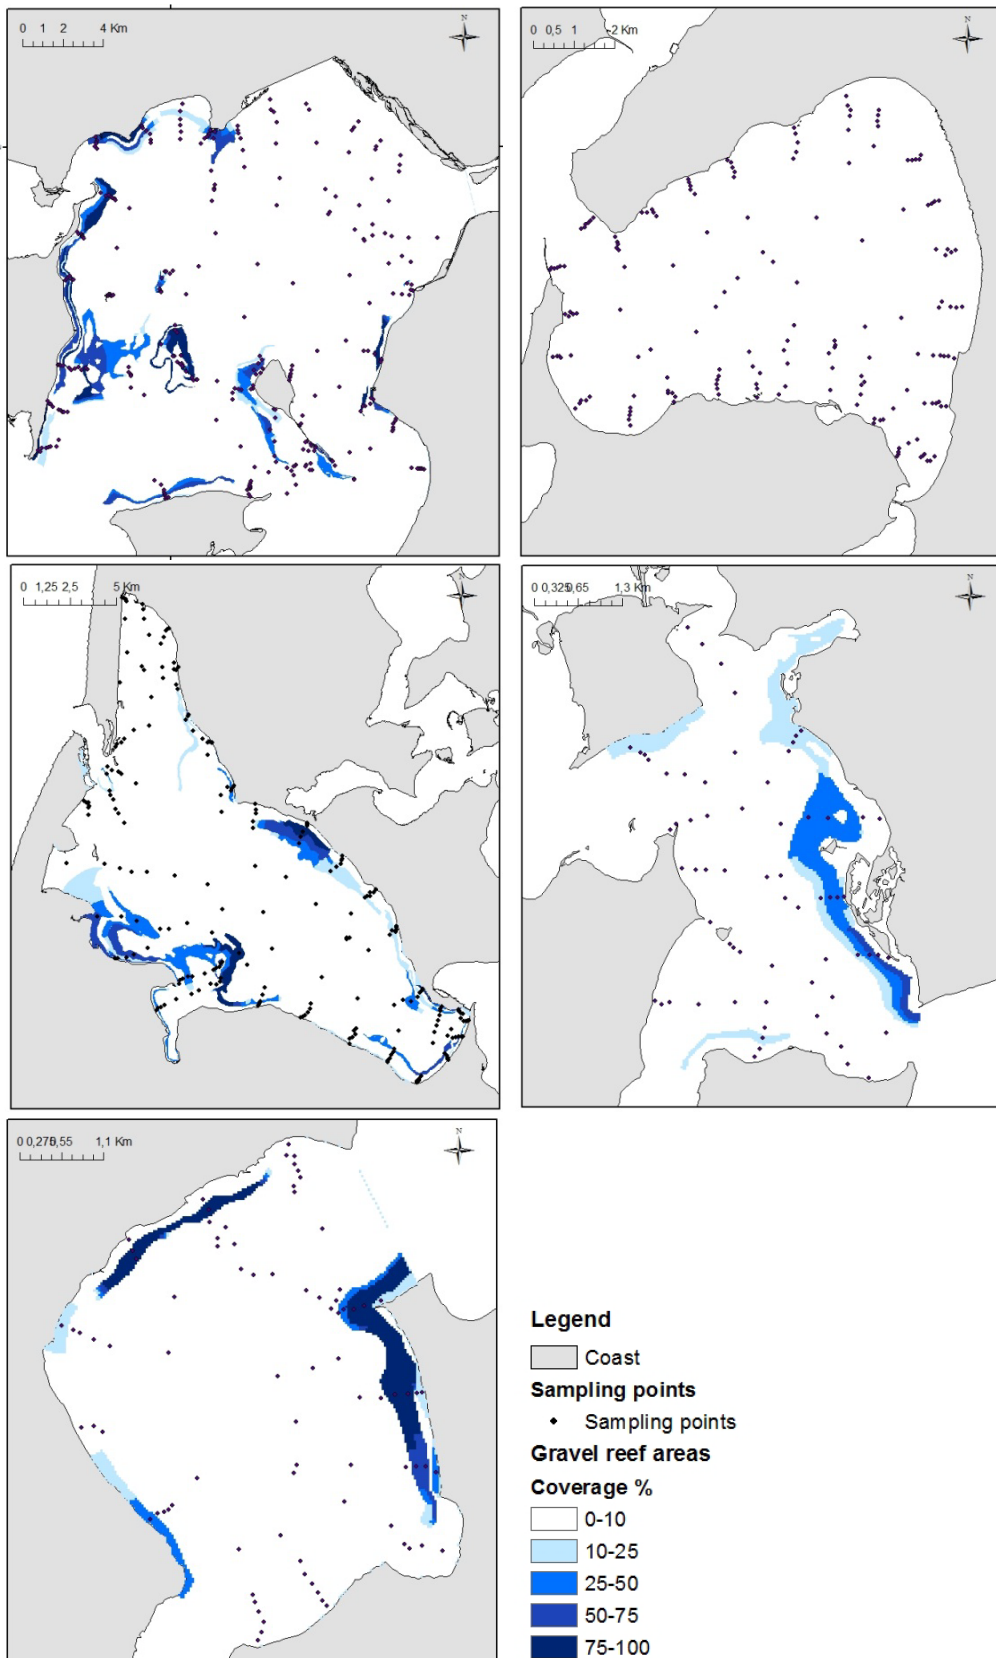 N
0 1 2 4 Km
N
0 0,5 1 2 Km
N
0 1,25 2,5 5 Km
N
0 0,325 0,65 1,3 Km
N
0 0,275 0,55 1,1 Km
Legend
Coast
Sampling points
Sampling points
Gravel reef areas
Coverage %
0-10
10-25
25-50
50-75
75-100